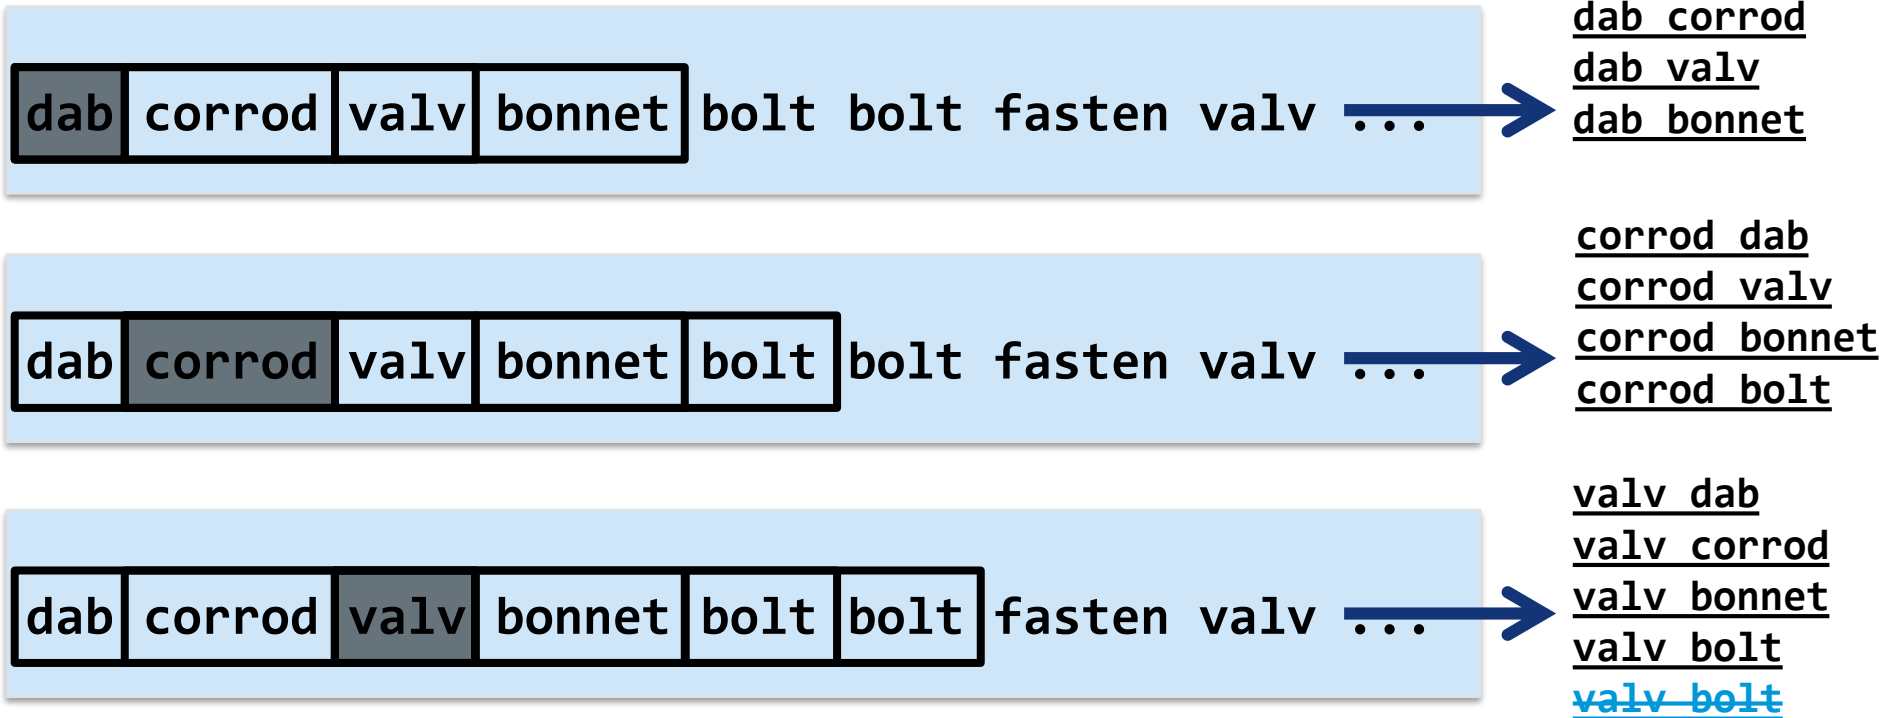 dab corrod valv bonnet bolt bolt fasten valv ...
dab corrod
dab valv
dab bonnet
dab corrod valv bonnet bolt bolt fasten valv ...
corrod dab
corrod valv
corrod bonnet
corrod bolt
dab corrod valv bonnet bolt bolt fasten valv ...
valv dab
valv corrod
valv bonnet
valv bolt
valv bolt